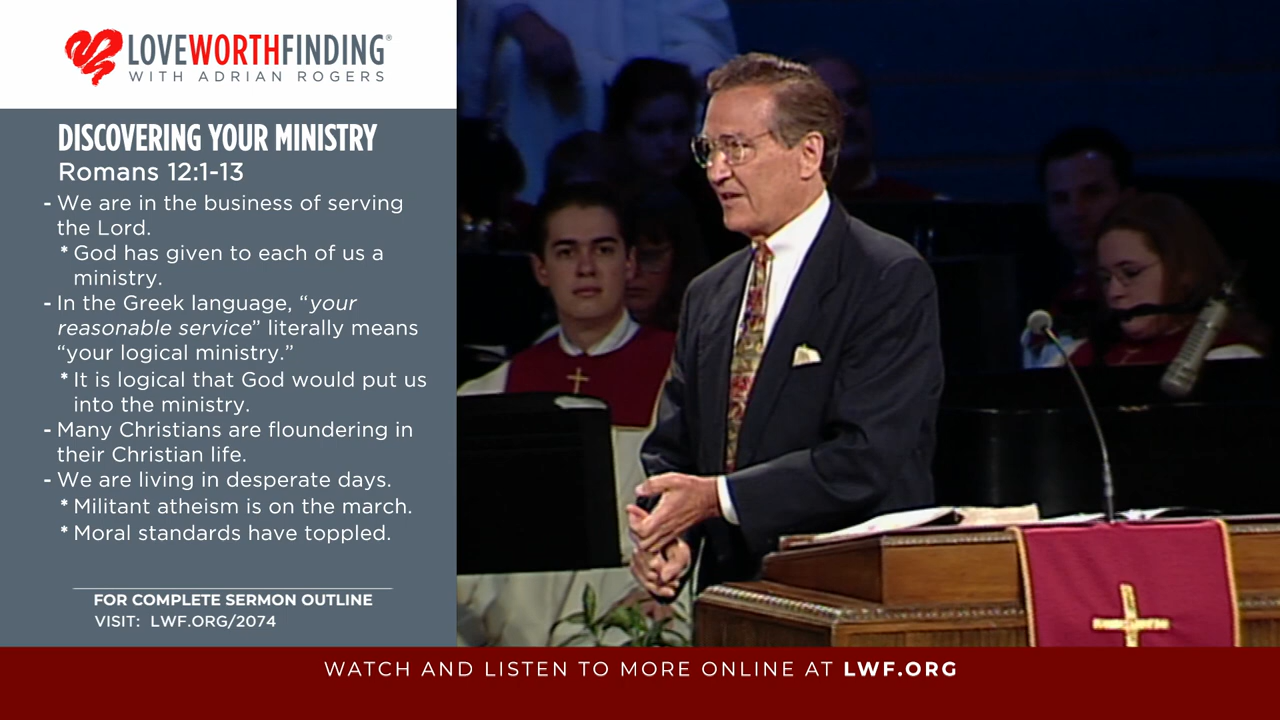 LOVEWORTHFINDING®
WITH ADRIAN ROGERS
DISCOVERING YOUR MINISTRY
Romans 12:1-13
- We are in the business of serving
the Lord.
* God has given to each of us a
ministry.
- In the Greek language, “your
reasonable service” literally means
“your logical ministry.”
* It is logical that God would put us
into the ministry.
- Many Christians are floundering in
their Christian life.
- We are living in desperate days.
* Militant atheism is on the march.
* Moral standards have toppled.
FOR COMPLETE SERMON OUTLINE
VISIT: LWF.ORG/2074
WATCH AND LISTEN TO MORE ONLINE AT LWF.ORG